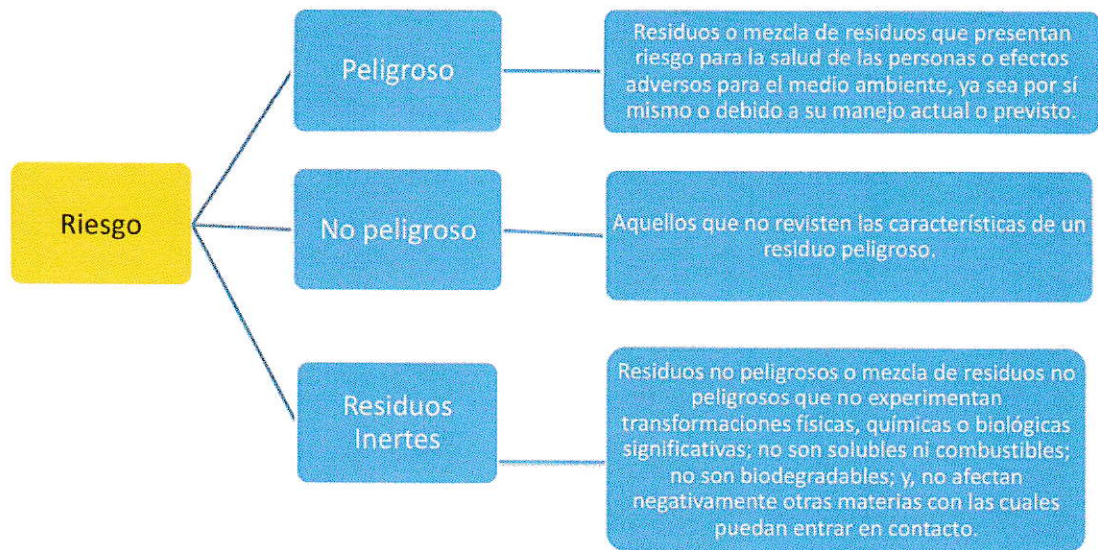 Riesgo
Peligroso
Residuos o mezcla de residuos que presentan
riesgo para la salud de las personas o efectos
adversos para el medio ambiente, ya sea por sí
mismo o debido a su manejo actual o previsto.
No peligroso
Aquellos que no revisten las características de un
residuo peligroso.
Residuos
Inertes
Residuos no peligrosos o mezcla de residuos no
peligrosos que no experimentan
transformaciones físicas, químicas o biológicas
significativas; no son solubles ni combustibles;
no son biodegradables; y, no afectan
negativamente otras materias con las cuales
puedan entrar en contacto.